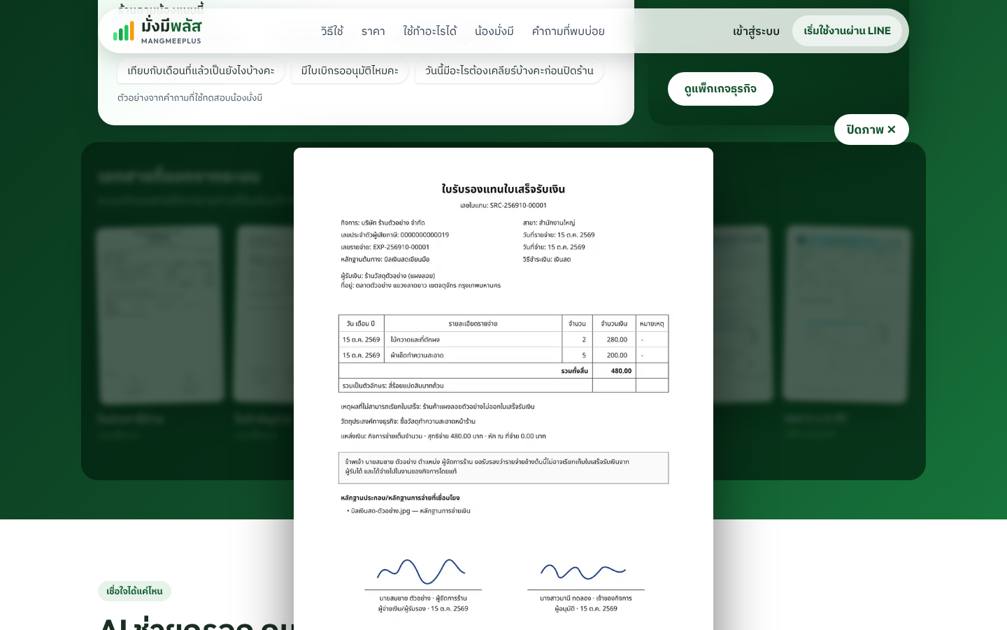 มั่งมีพลัส
MANGMEEPLUS
วิธีใช้ ราคา ใช้ทำอะไรได้ น้องมั่งมี คำถามที่พบบ่อย
เข้าสู่ระบบ เริ่มใช้งานผ่าน LINE
เทียบกับเดือนที่แล้วเป็นยังไงบ้างคะ มีใบเบิกรออนุมัติไหมคะ วันนี้มีอะไรต้องเคลียร์บ้างคะก่อนปิดร้าน
ตัวอย่างจากคำถามที่ใช้ทดสอบน้องมั่งมี
ดูแพ็กเกจธุรกิจ
ปิดภาพ ✕
ใบรับรองแทนใบเสร็จรับเงิน
เลขใบแทน: SRC-256910-00001
กิจการ: บริษัท ร้านตัวอย่าง จำกัด สาขา: สำนักงานใหญ่
เลขประจำตัวผู้เสียภาษี: 0000000000019 วันที่รายจ่าย: 15 ต.ค. 2569
เลขรายจ่าย: EXP-256910-00001 วันที่จ่าย: 15 ต.ค. 2569
หลักฐานต้นทาง: บิลเงินสดเขียนมือ วิธีชำระเงิน: เงินสด
ผู้รับเงิน: ร้านวัสดุตัวอย่าง (แผงลอย)
ที่อยู่: ตลาดตัวอย่าง แขวงลาดยาว เขตจตุจักร กรุงเทพมหานคร
วัน เดือน ปี รายละเอียดรายจ่าย จำนวน จำนวนเงิน หมายเหตุ
15 ต.ค. 2569 ไม้กวาดและที่ตักผง 2 280.00 -
15 ต.ค. 2569 ผ้าเช็ดทำความสะอาด 5 200.00 -
รวมทั้งสิ้น 480.00
รวมเป็นตัวอักษร: สี่ร้อยแปดสิบบาทถ้วน
เหตุผลที่ไม่สามารถเรียกใบเสร็จ: ร้านค้าแผงลอยตัวอย่างไม่ออกใบเสร็จรับเงิน
วัตถุประสงค์ทางธุรกิจ: ซื้อวัสดุทำความสะอาดหน้าร้าน
แหล่งเงิน: กิจการจ่ายเต็มจำนวน · สุทธิจ่าย 480.00 บาท · หัก ณ ที่จ่าย 0.00 บาท
ข้าพเจ้า นายสมชาย ตัวอย่าง ตำแหน่ง ผู้จัดการร้าน ขอรับรองว่ารายจ่ายข้างต้นนี้ไม่อาจเรียกเก็บใบเสร็จรับเงินจาก
ผู้รับได้ และได้จ่ายไปในงานของกิจการโดยแท้
หลักฐานประกอบ/หลักฐานการจ่ายที่เชื่อมโยง
• บิลเงินสด-ตัวอย่าง.jpg — หลักฐานการจ่ายเงิน
นายสมชาย ตัวอย่าง · ผู้จัดการร้าน นางสาวมานี ทดลอง · เจ้าของกิจการ
ผู้จ่ายเงิน/ผู้รับรอง · 15 ต.ค. 2569 ผู้อนุมัติ · 15 ต.ค. 2569
เชื่อใจได้แค่ไหน